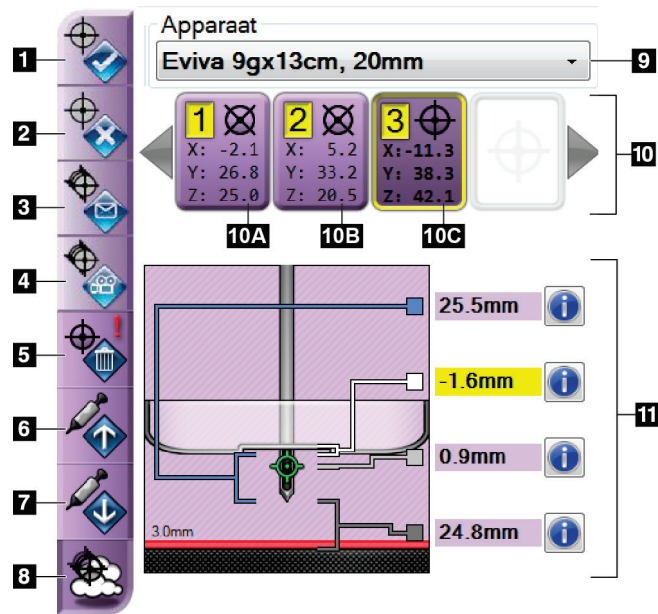 Apparaat
1
Eviva 9gx13cm, 20mm
9
2
1
X: -2.1
Y: 26.8
Z: 25.0
2
X: 5.2
Y: 33.2
Z: 20.5
3
X:-11.3
Y: 38.3
Z: 42.1
10
3
10A
10B
10C
4
25.5mm
5
-1.6mm
11
6
0.9mm
7
3.0mm
24.8mm
8